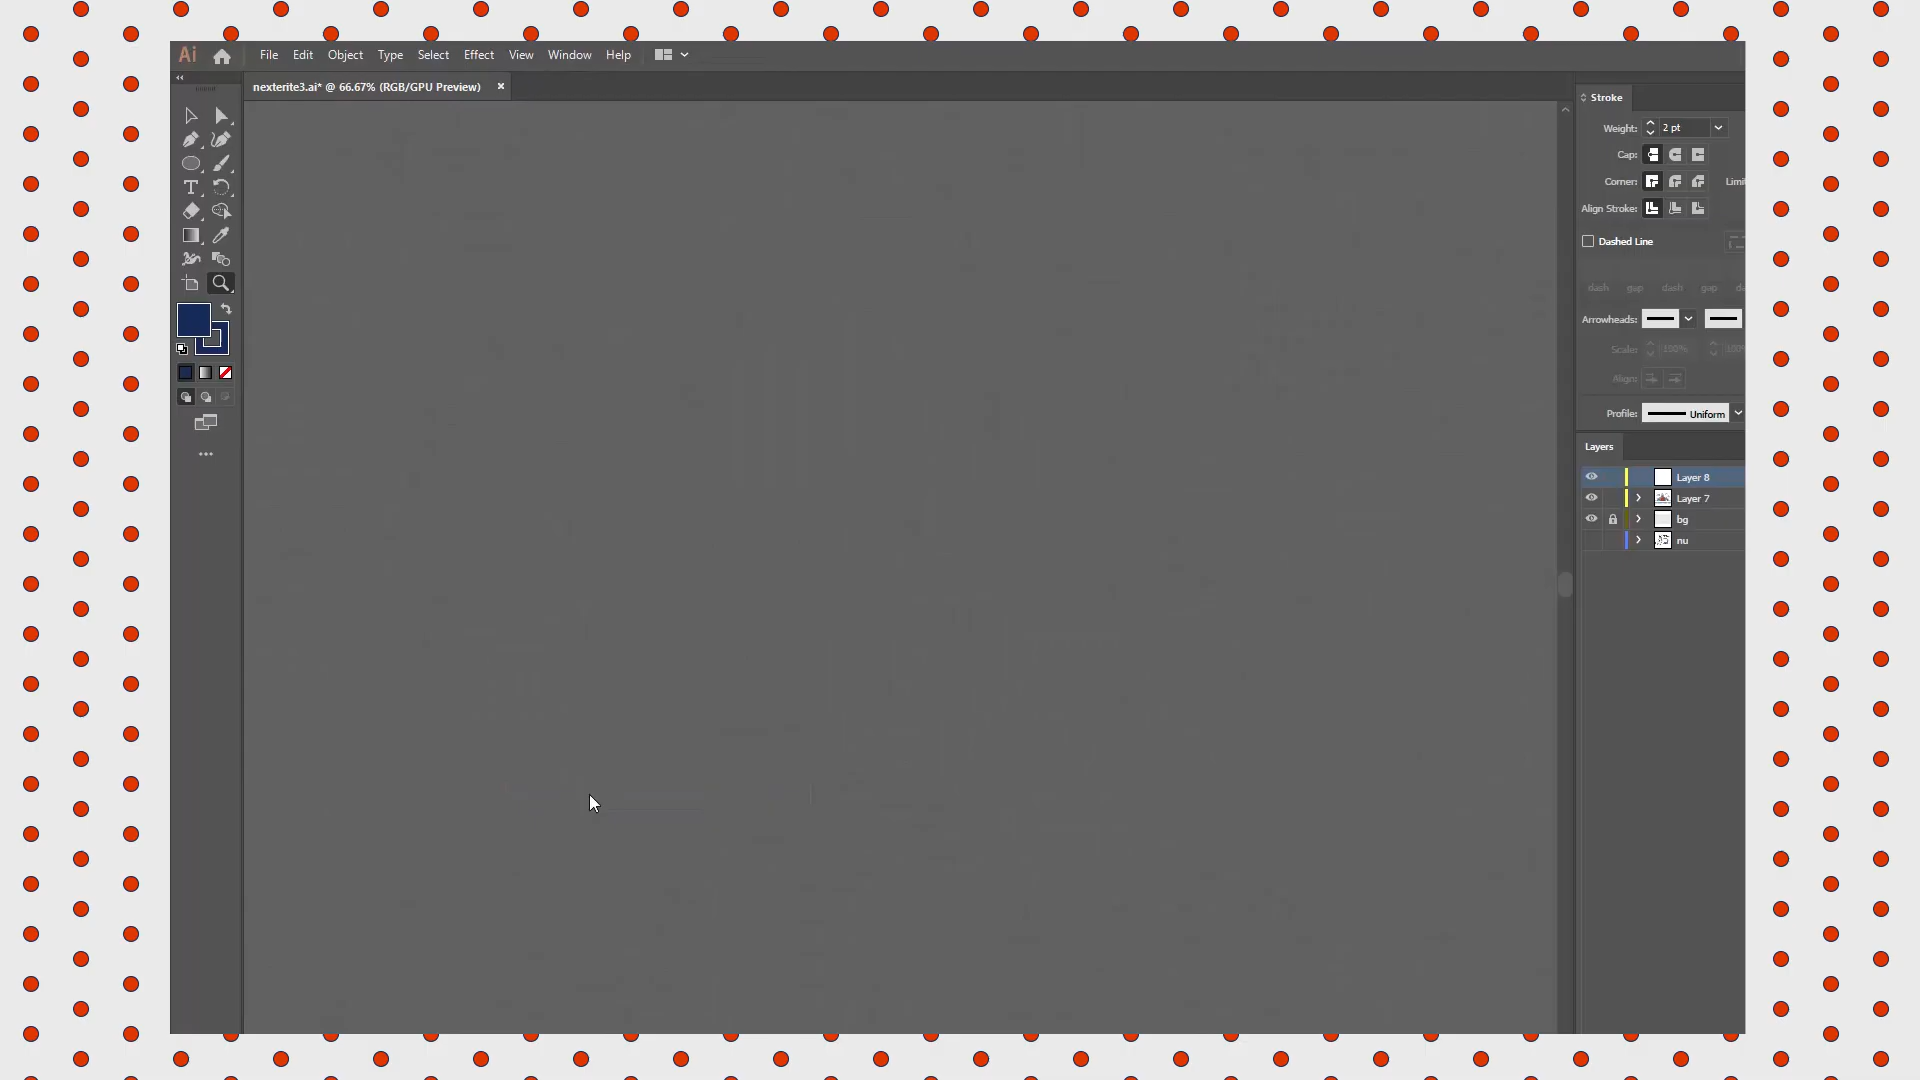 Ai File Edit Object Type Select Effect View Window Help
nexterite3.ai* @ 66.67% (RGB/GPU Preview) ×
Stroke
Weight: 2 pt
Cap:
Corner:
Align Stroke:
Dashed Line
dash gap dash gap
Arrowheads:
Scale: 100% 100%
Align:
Profile: Uniform
Layers
Layer 8
Layer 7
bg
nu